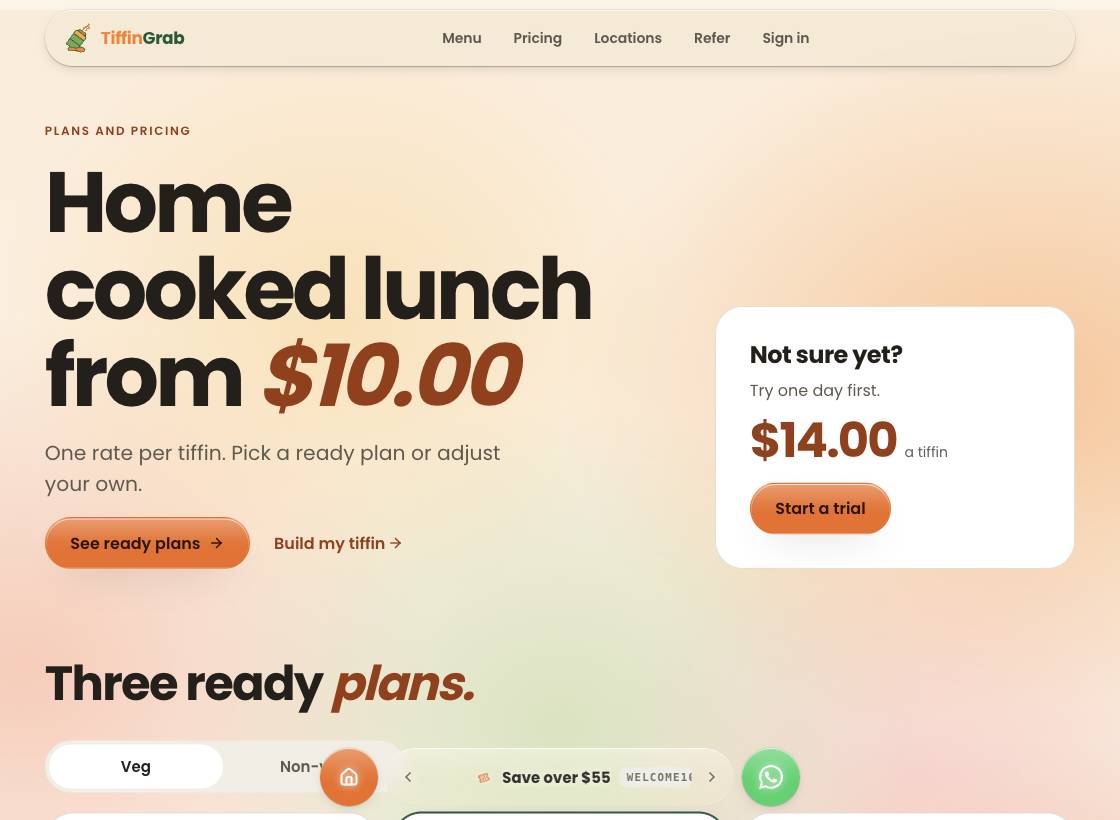 TiffinGrab
Menu Pricing Locations Refer Sign in
PLANS AND PRICING
Home
cooked lunch
from $10.00
One rate per tiffin. Pick a ready plan or adjust
your own.
See ready plans → Build my tiffin →
Not sure yet?
Try one day first.
$14.00 a tiffin
Start a trial
Three ready plans.
Veg
Save over $55